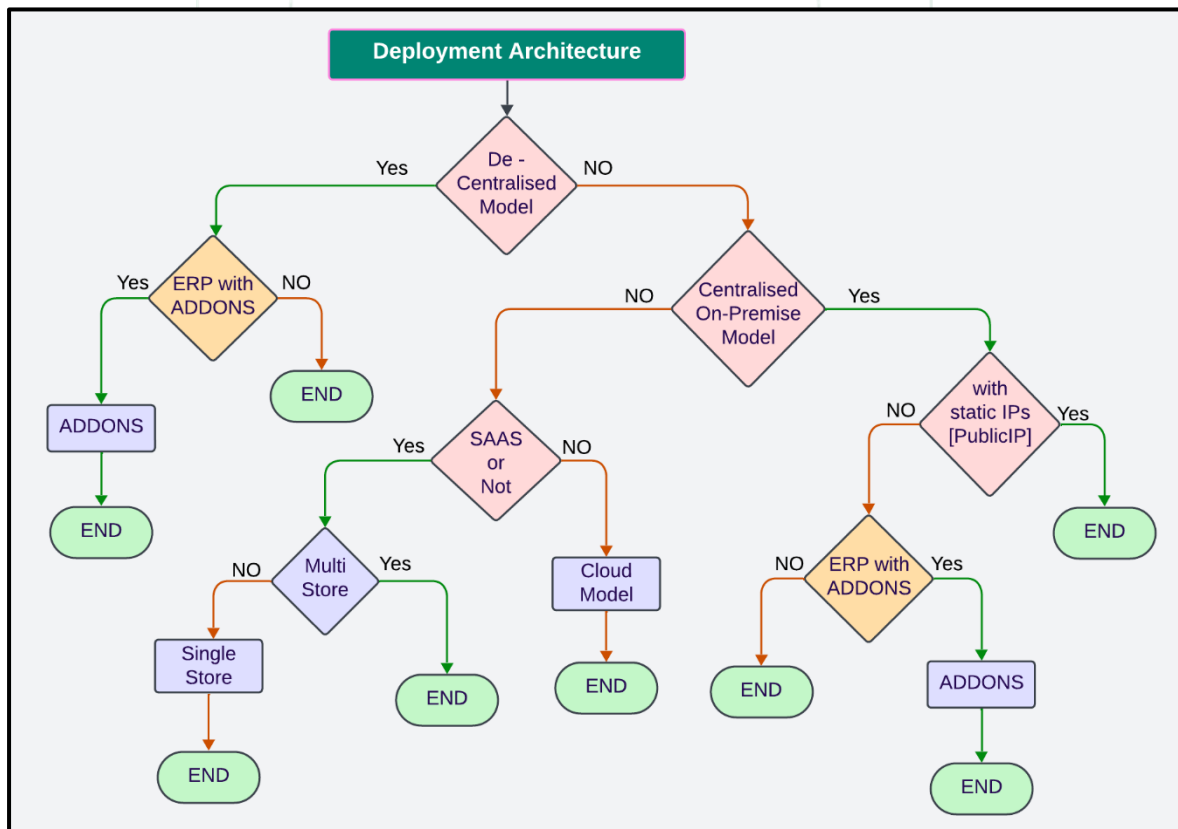 Deployment Architecture
De -
Centralised
Model
Yes
NO
ERP with
ADDONS
Yes
NO
END
ADDONS
END
Centralised
On-Premise
Model
NO
Yes
with
static IPs
[PublicIP]
NO
Yes
END
SAAS
or
Not
Yes
NO
Multi
Store
NO
Yes
Cloud
Model
ERP with
ADDONS
NO
Yes
Single
Store
END
END
END
ADDONS
END
END